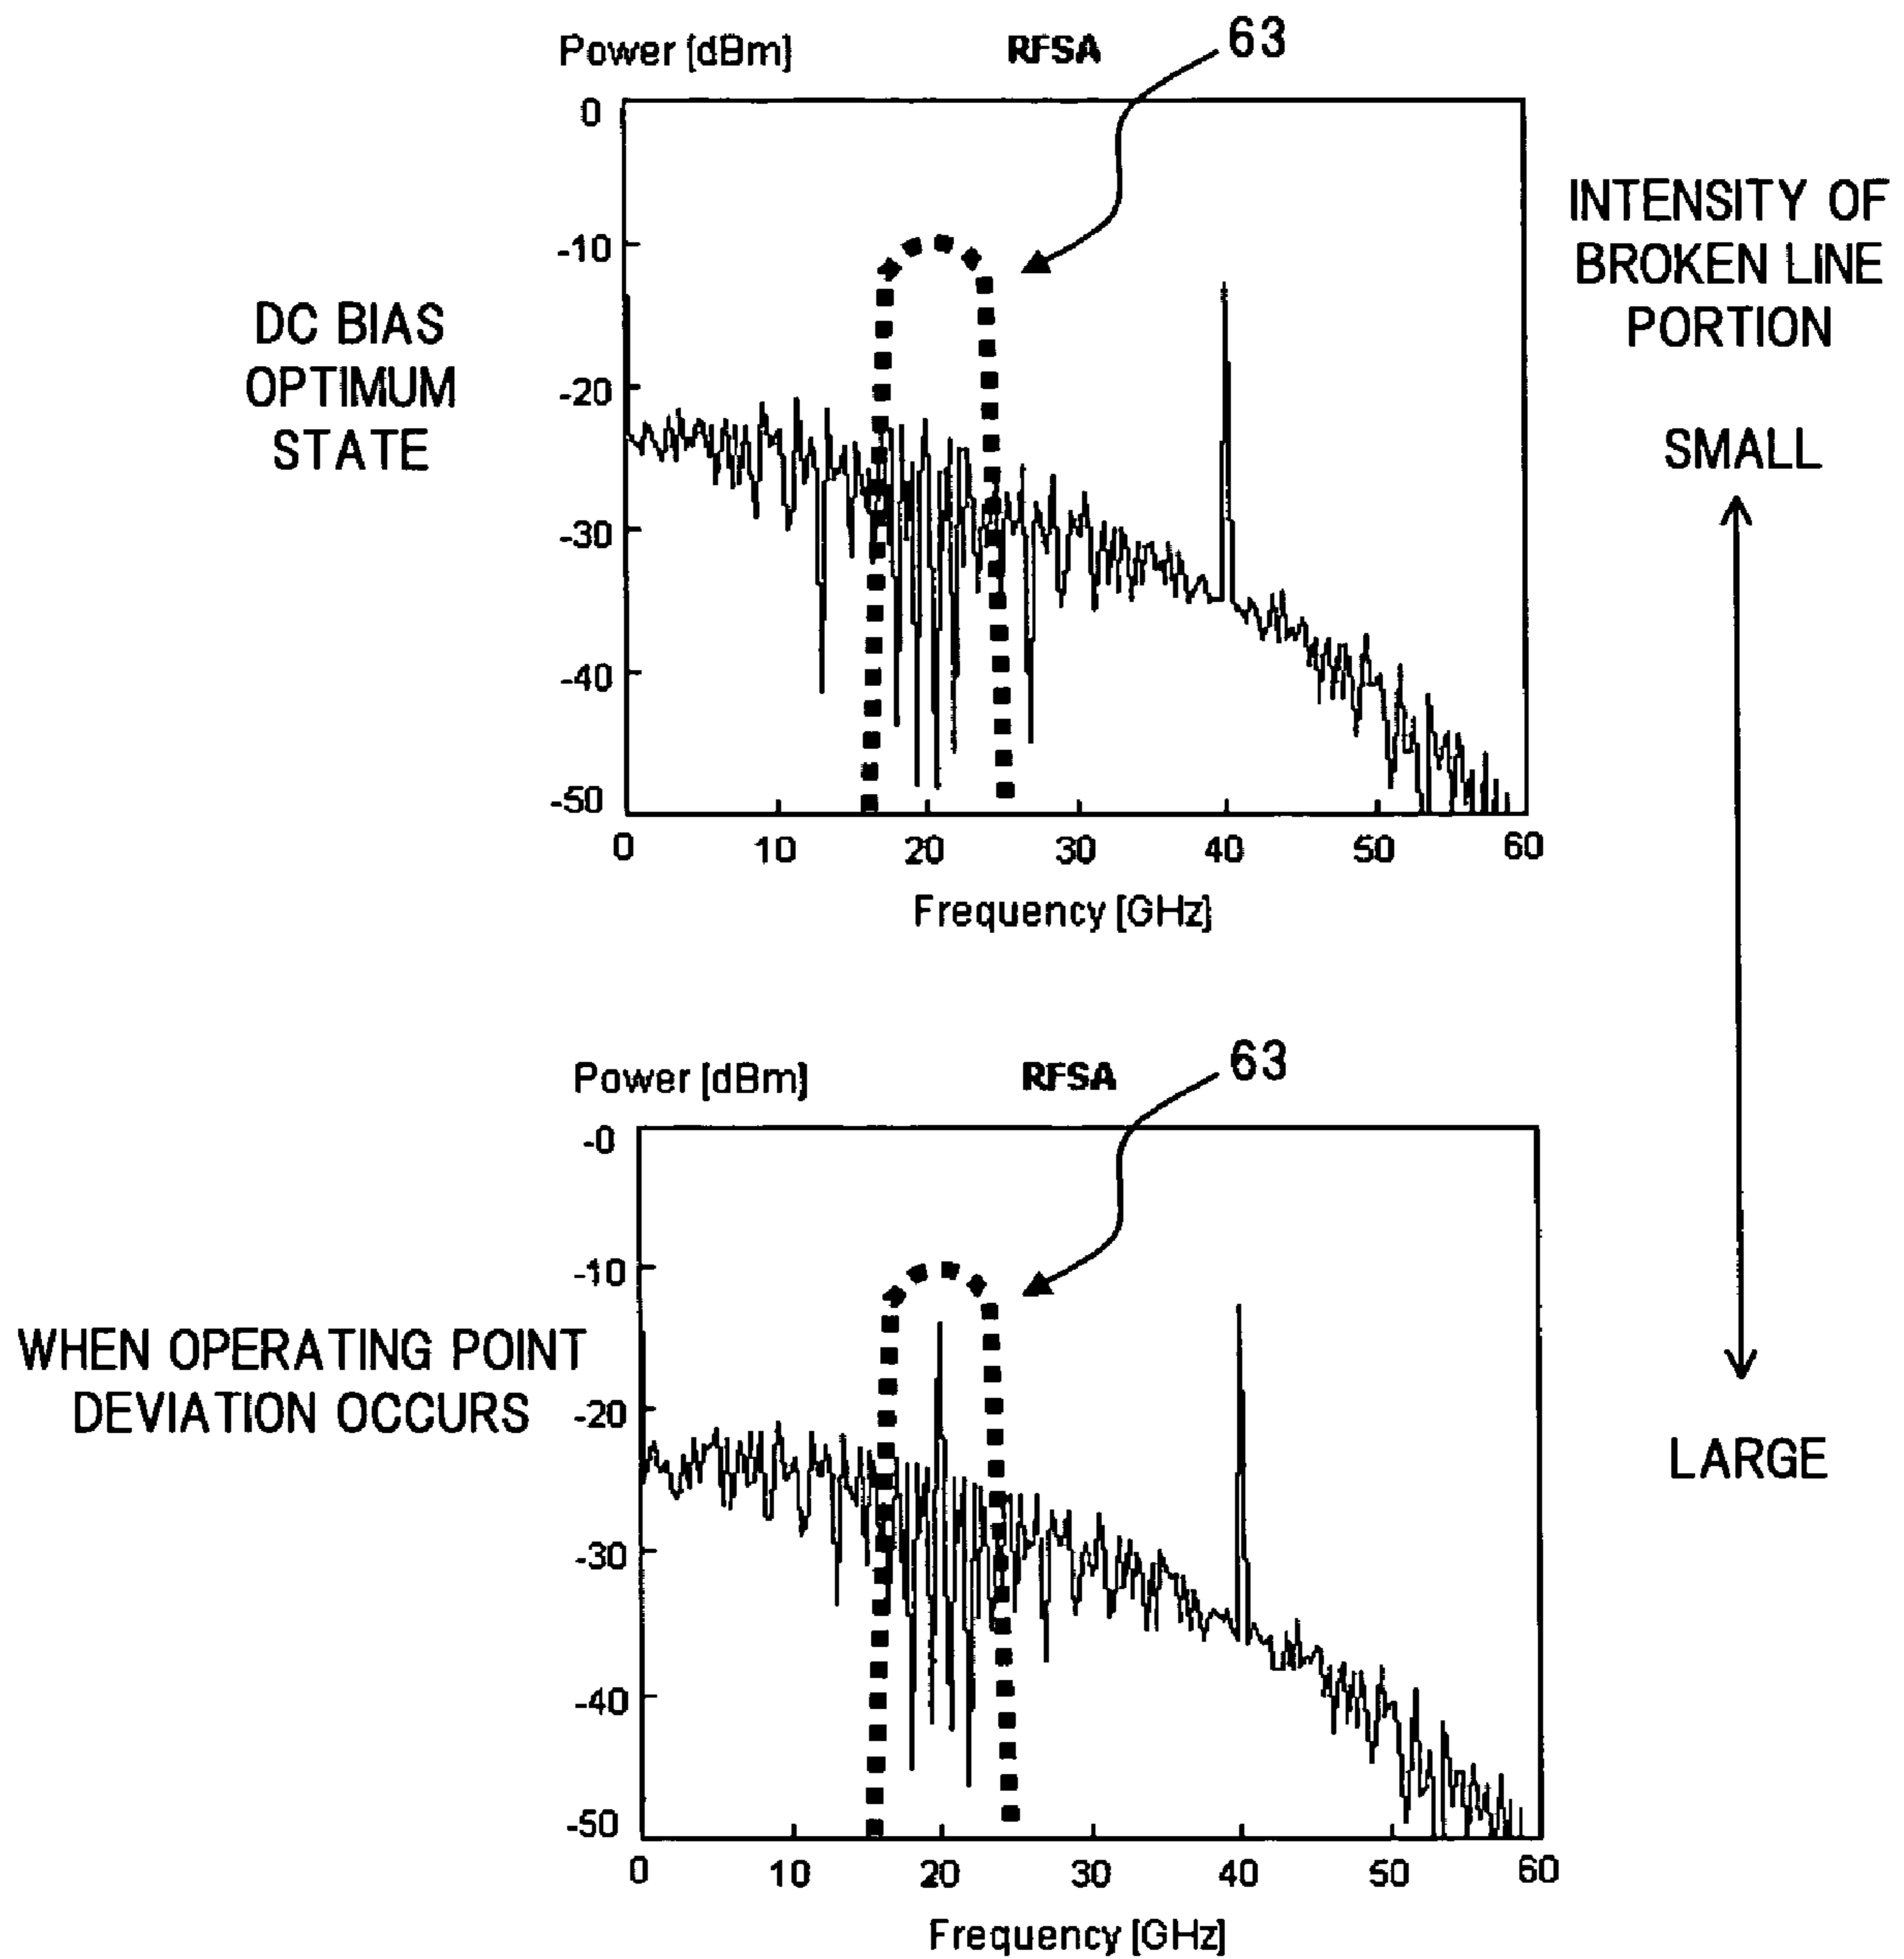 Power [dBm] RFSA 63
0
-10
-20
-30
-40
-50
0 10 20 30 40 50 60
Frequency [GHz]
DC BIAS
OPTIMUM
STATE
INTENSITY OF
BROKEN LINE
PORTION
SMALL
LARGE
Power [dBm] RFSA 63
-0
-10
-20
-30
-40
-50
0 10 20 30 40 50 60
Frequency [GHz]
WHEN OPERATING POINT
DEVIATION OCCURS